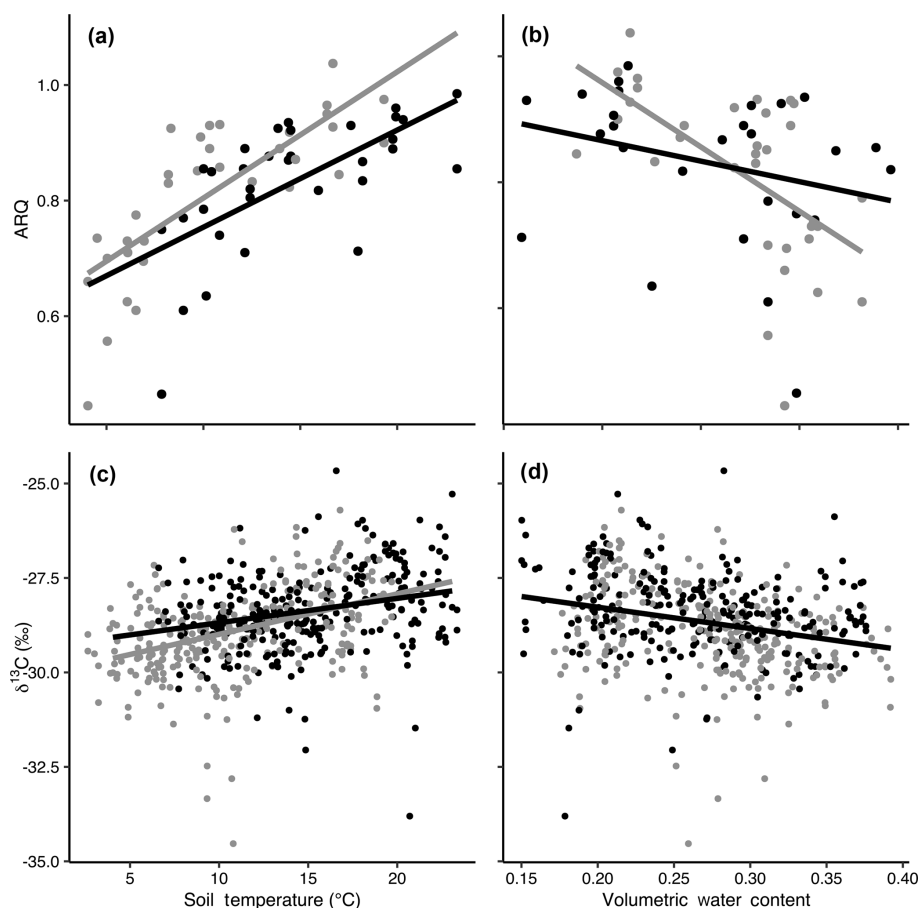 (a)
(b)
1.0
0.8
0.6
ARQ
(c)
(d)
-25.0
-27.5
-30.0
-32.5
-35.0
δ¹³C (‰)
5 10 15 20
0.15 0.20 0.25 0.30 0.35 0.40
Soil temperature (°C)
Volumetric water content